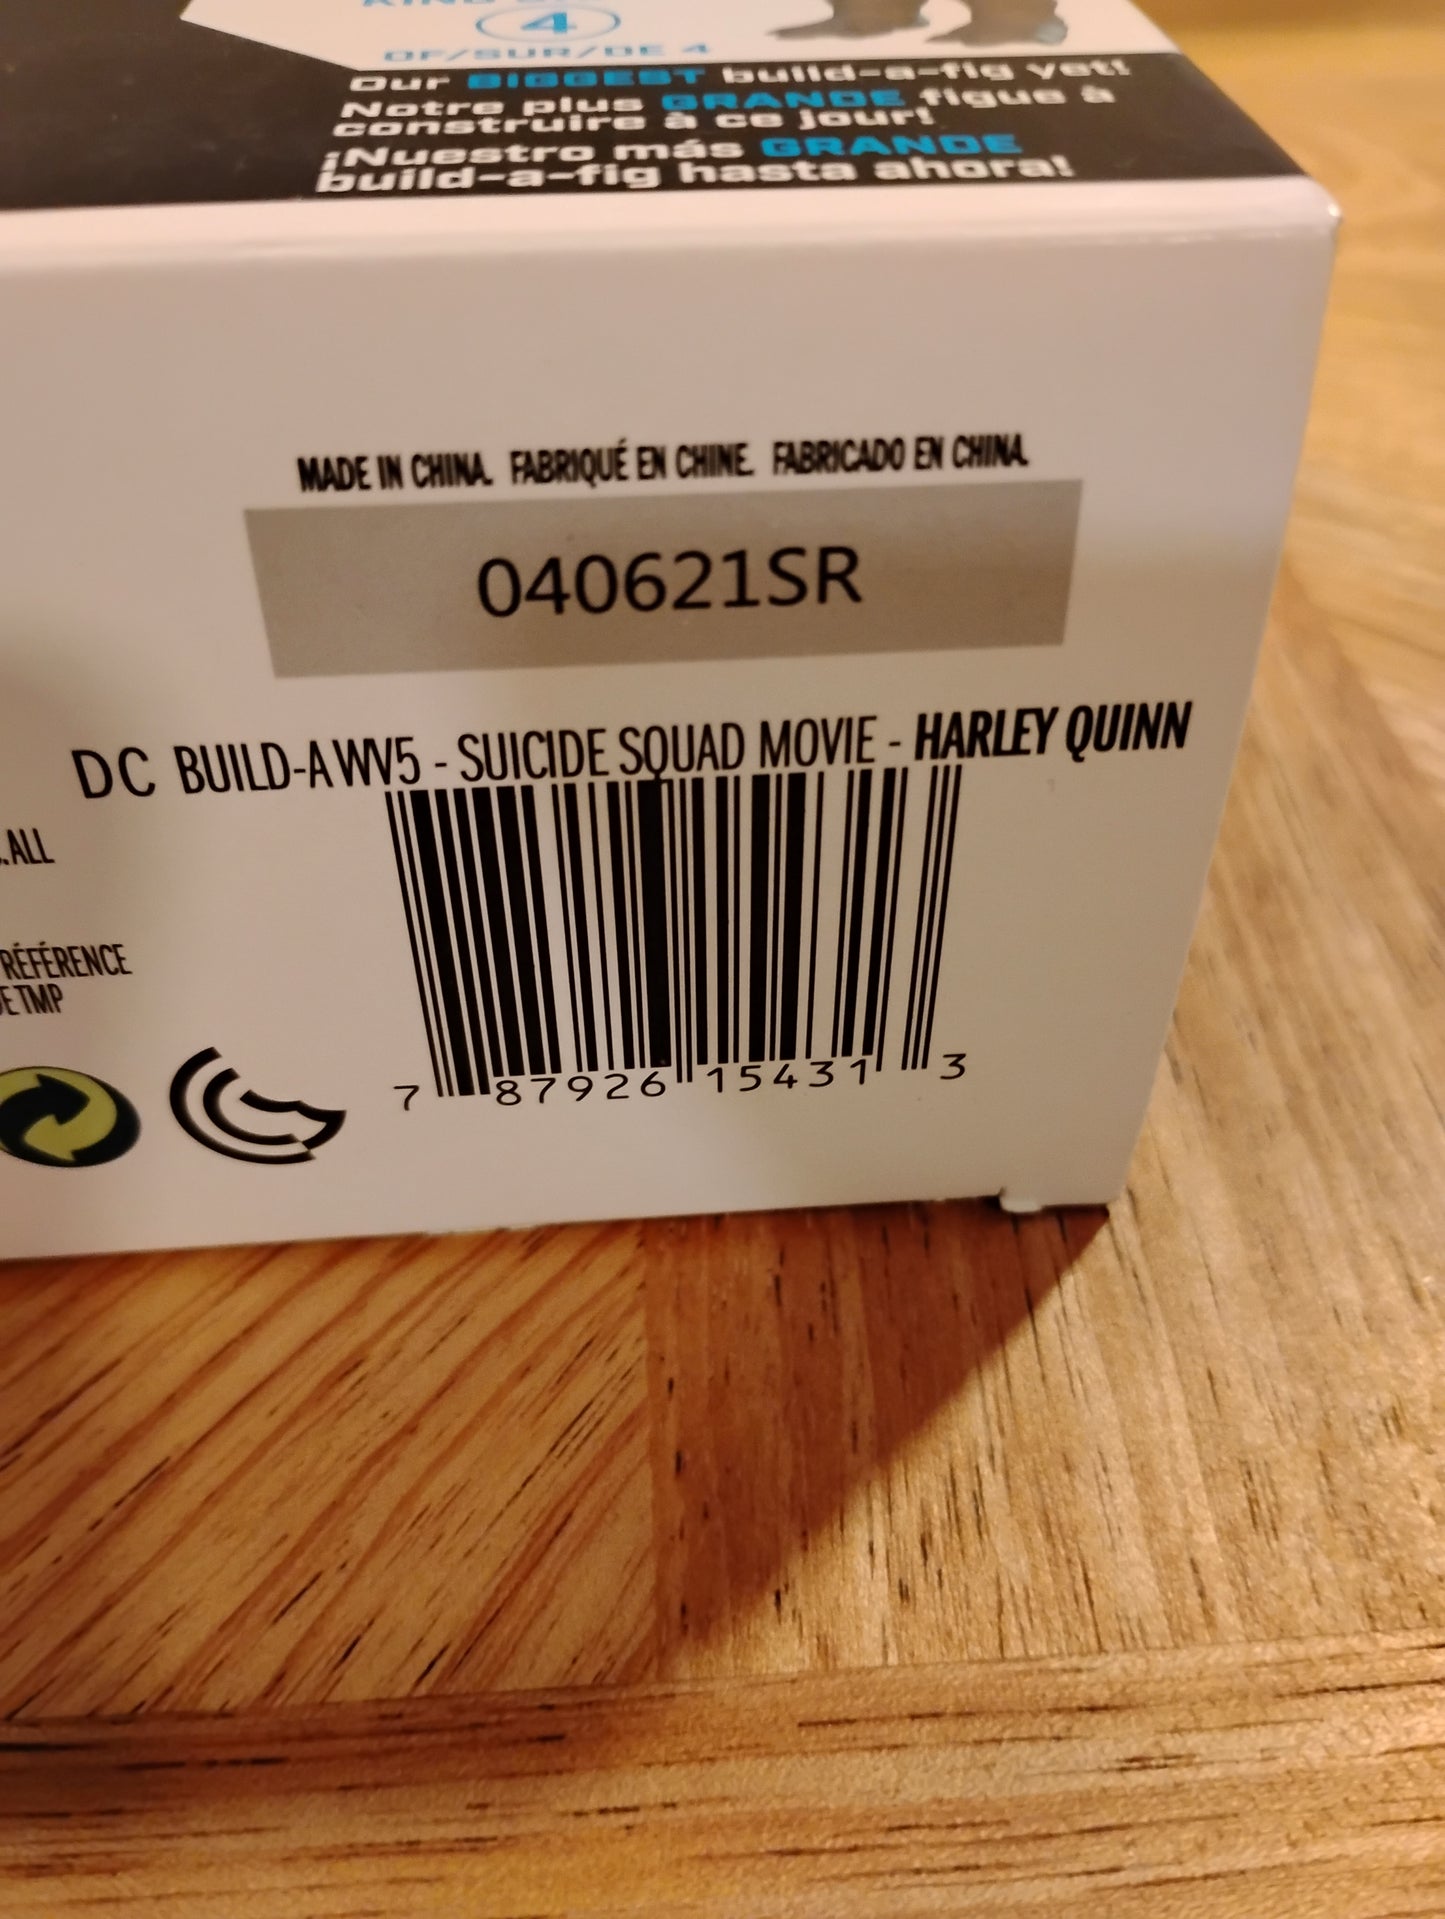 4
OF/SUR/DE 4
Our BIGGEST build-a-fig yet!
Notre plus GRANDE figue à
construire à ce jour!
¡Nuestro más GRANDE
build-a-fig hasta ahora!
MADE IN CHINA. FABRIQUÉ EN CHINE. FABRICADO EN CHINA.
040621SR
DC BUILD-A WV5 - SUICIDE SQUAD MOVIE - HARLEY QUINN
.ALL
RÉFÉRENCE
E TMP
7 87926 15431 3